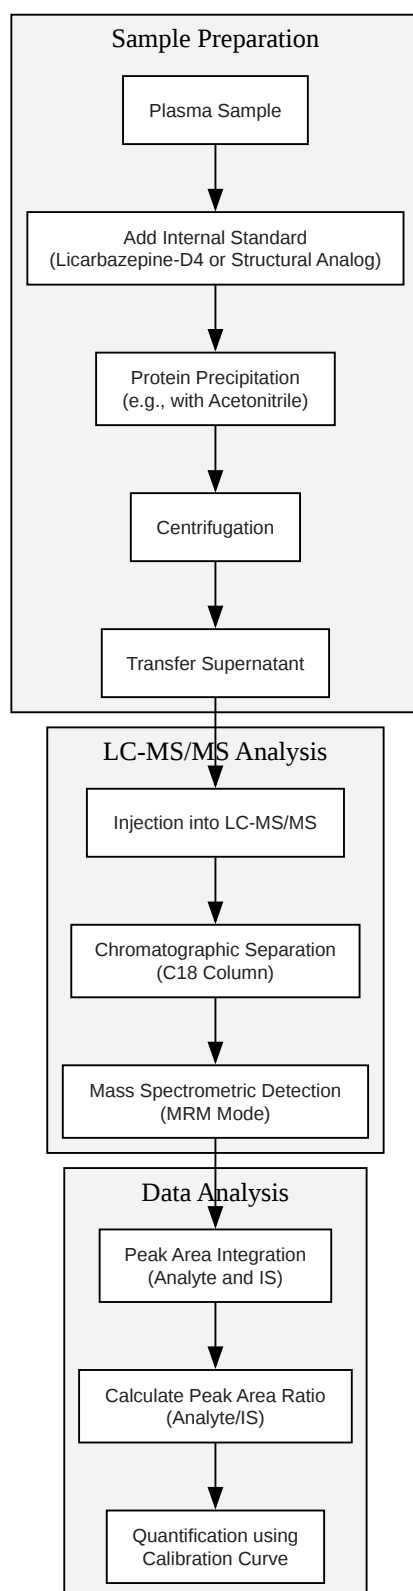 Sample Preparation
Plasma Sample
Add Internal Standard
(Licarbazepine-D4 or Structural Analog)
Protein Precipitation
(e.g., with Acetonitrile)
Centrifugation
Transfer Supernatant
LC-MS/MS Analysis
Injection into LC-MS/MS
Chromatographic Separation
(C18 Column)
Mass Spectrometric Detection
(MRM Mode)
Data Analysis
Peak Area Integration
(Analyte and IS)
Calculate Peak Area Ratio
(Analyte/IS)
Quantification using
Calibration Curve